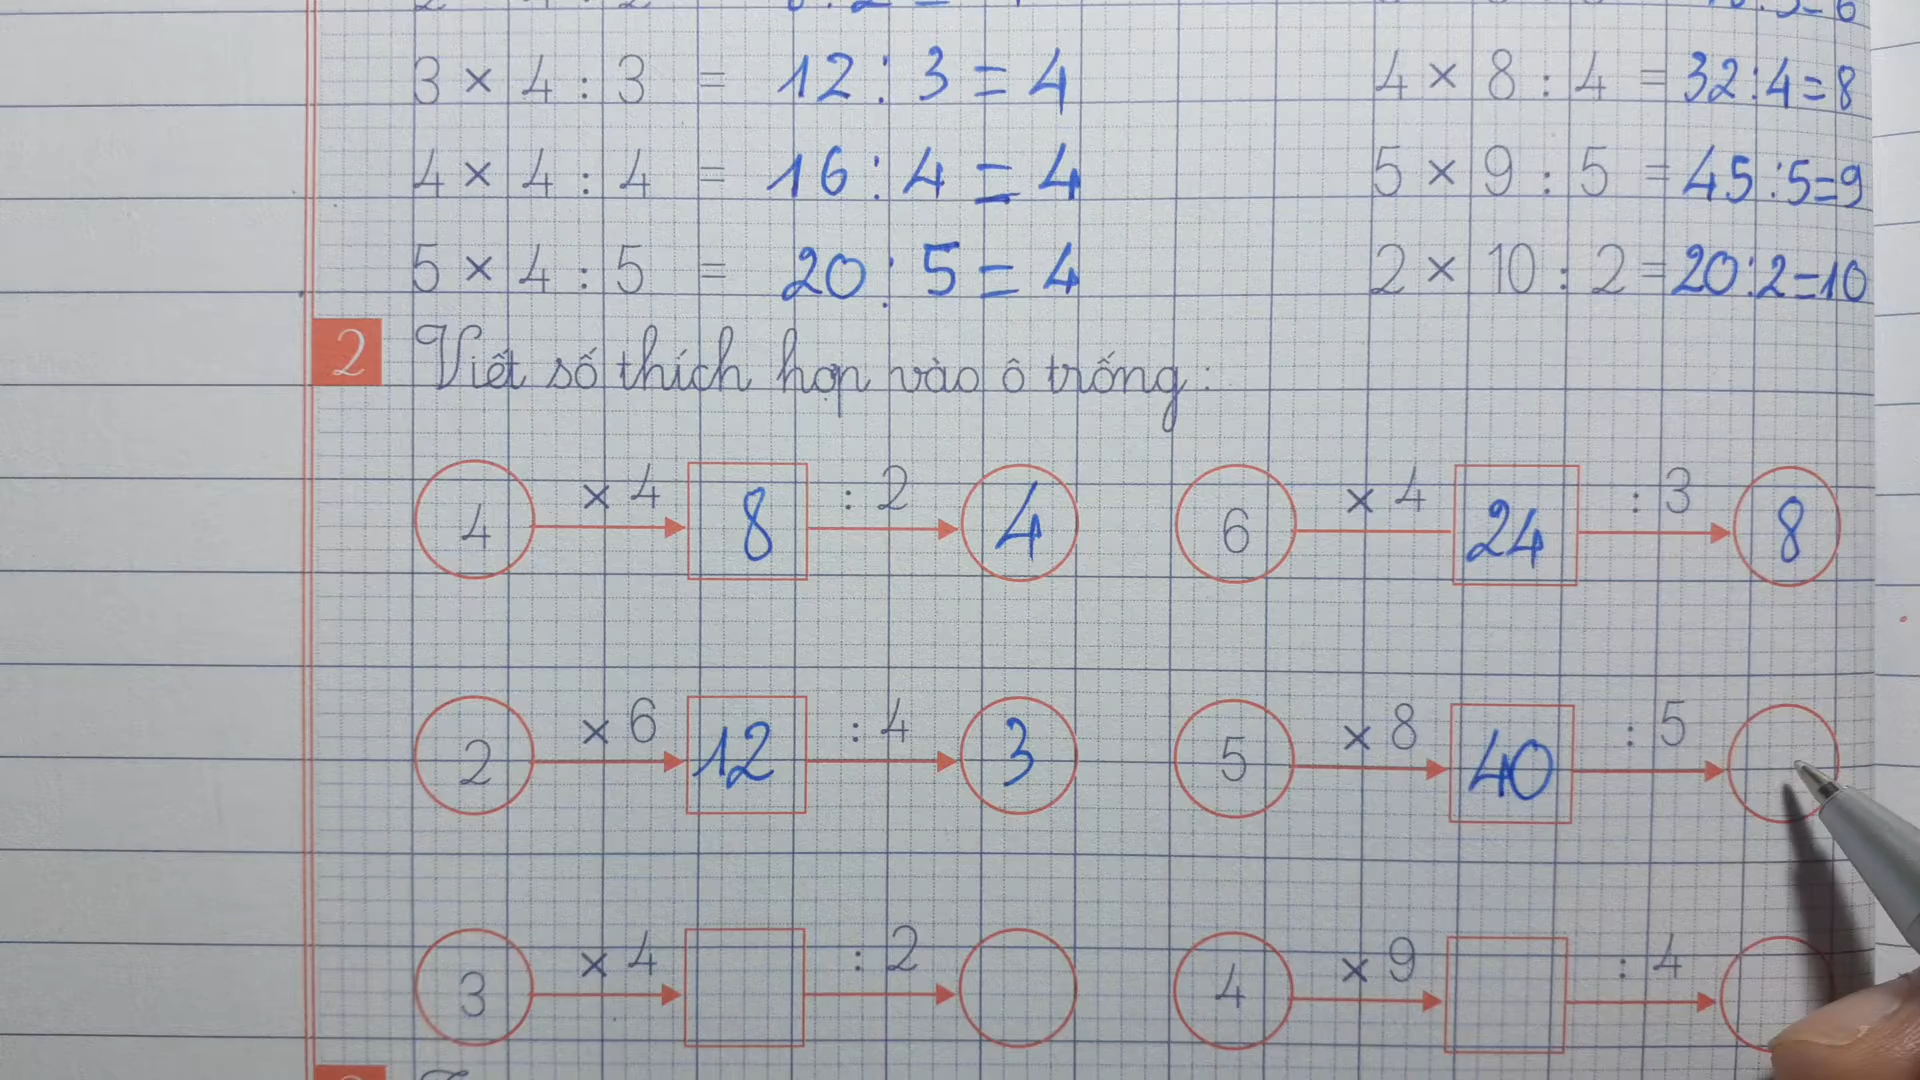 3 × 4 : 3 = 12 : 3 = 4 4 × 8 : 4 = 32 : 4 = 8
4 × 4 : 4 = 16 : 4 = 4 5 × 9 : 5 = 45 : 5 = 9
5 × 4 : 5 = 20 : 5 = 4 2 × 10 : 2 = 20 : 2 = 10
2 Viết số thích hợp vào ô trống :
4 × 4 8 : 2 4 6 × 4 24 : 3 8
2 × 6 12 : 4 3 5 × 8 40 : 5
3 × 4 : 2 4 × 9 : 4